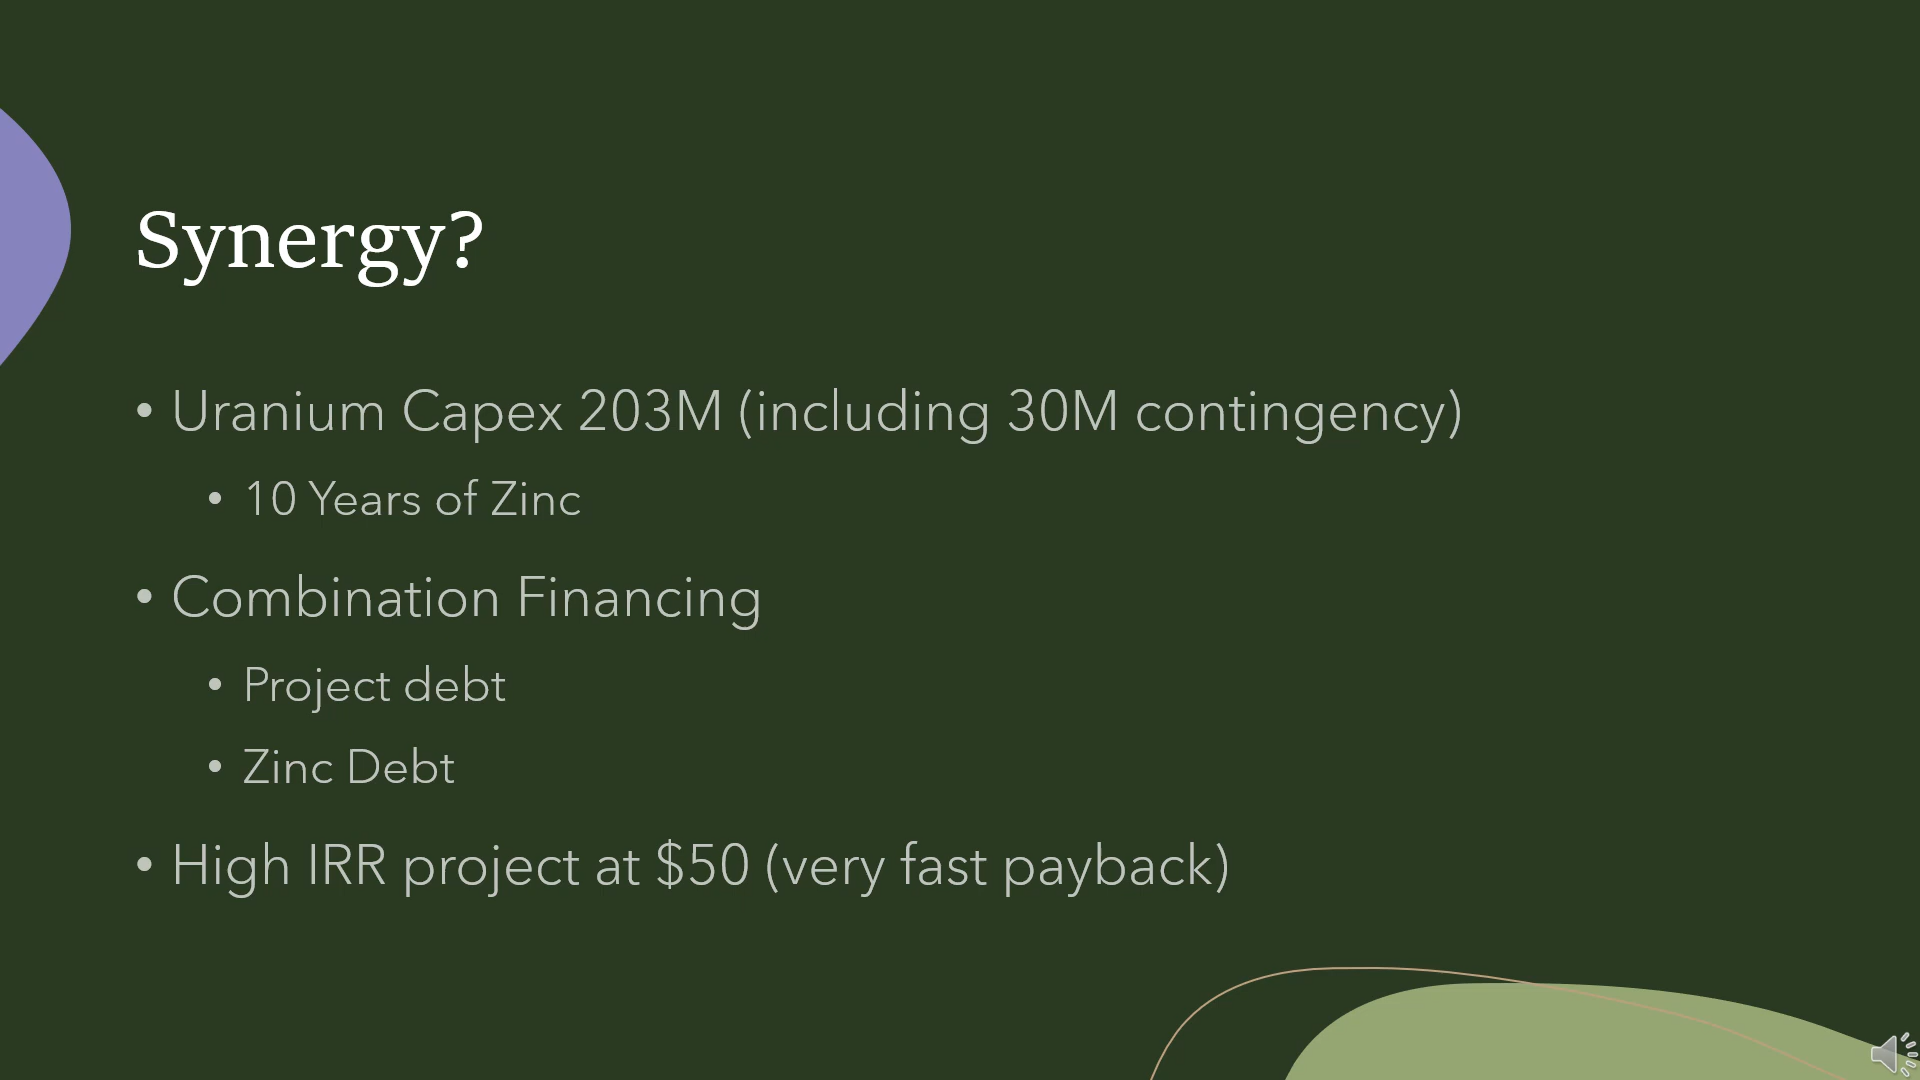 Synergy?
• Uranium Capex 203M (including 30M contingency)
• 10 Years of Zinc
• Combination Financing
• Project debt
• Zinc Debt
• High IRR project at $50 (very fast payback)